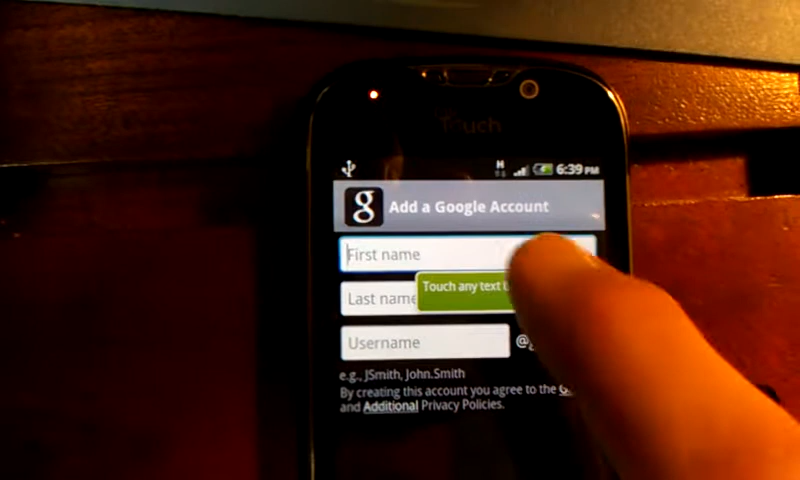 Touch
H
6:39 PM
g Add a Google Account
First name
Touch any text
Last name
Username
@g
e.g., JSmith, John.Smith
By creating this account you agree to the G
and Additional Privacy Policies.